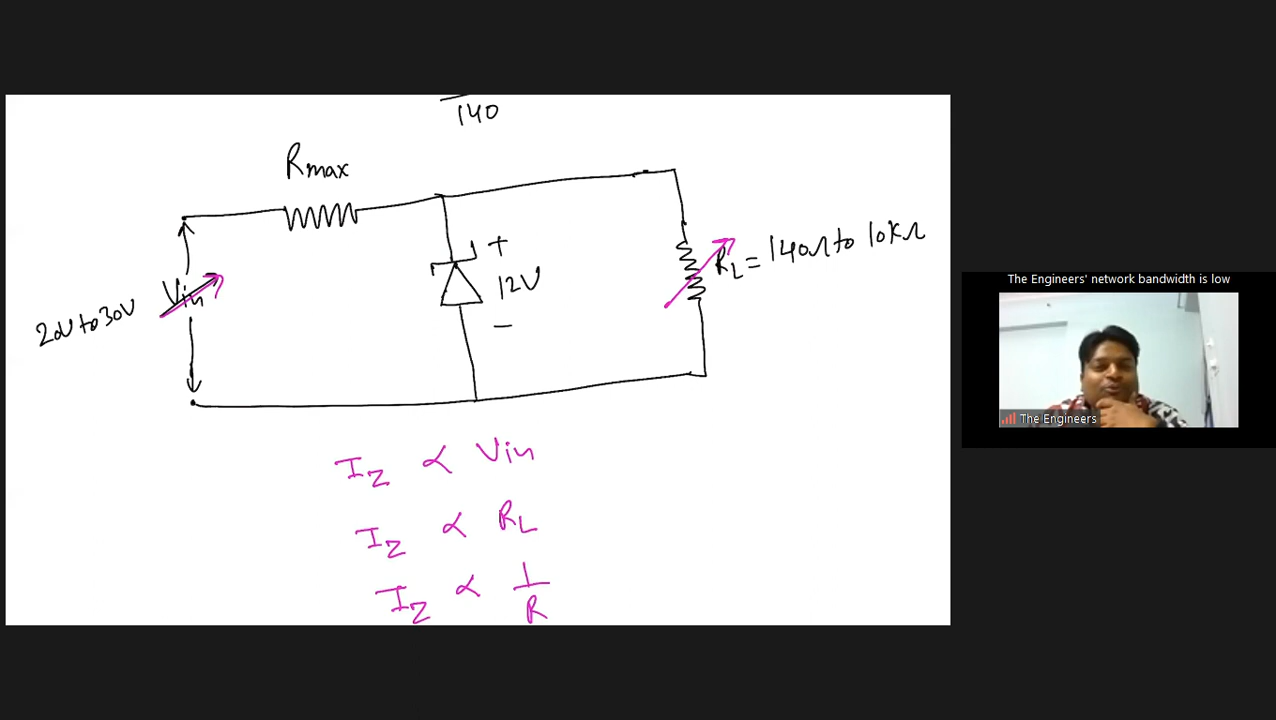 140
Rmax
The Engineers' network bandwidth is low
20V to 30V
Vin
+
12V
−
RL = 140Ω to 10KΩ
The Engineers
IZ ∝ Vin
IZ ∝ RL
IZ ∝ 1/R